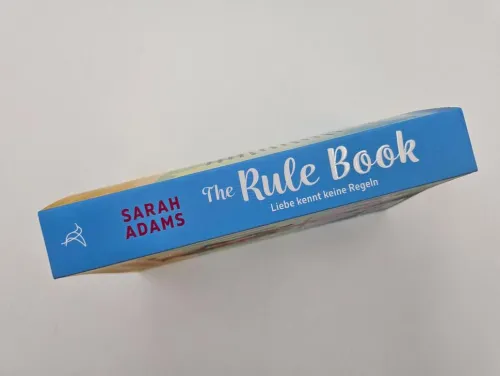 SARAH
ADAMS
The Rule Book
Liebe kennt keine Regeln